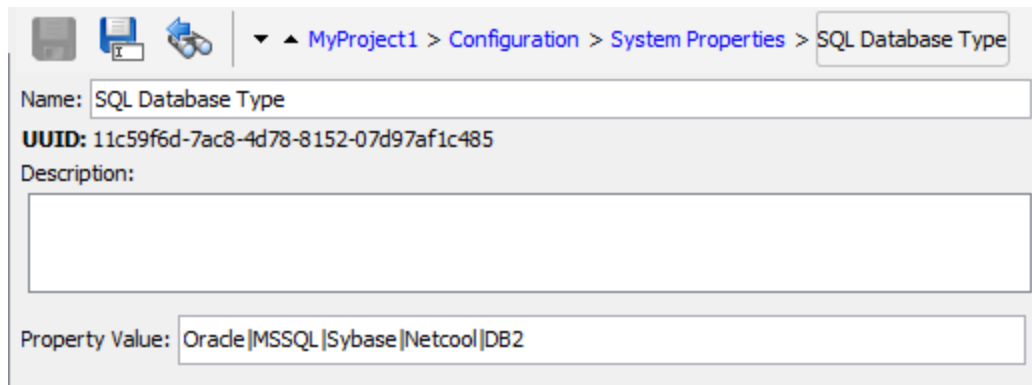 MyProject1 > Configuration > System Properties > SQL Database Type
Name: SQL Database Type
UUID: 11c59f6d-7ac8-4d78-8152-07d97af1c485
Description:
Property Value: Oracle|MSSQL|Sybase|Netcool|DB2